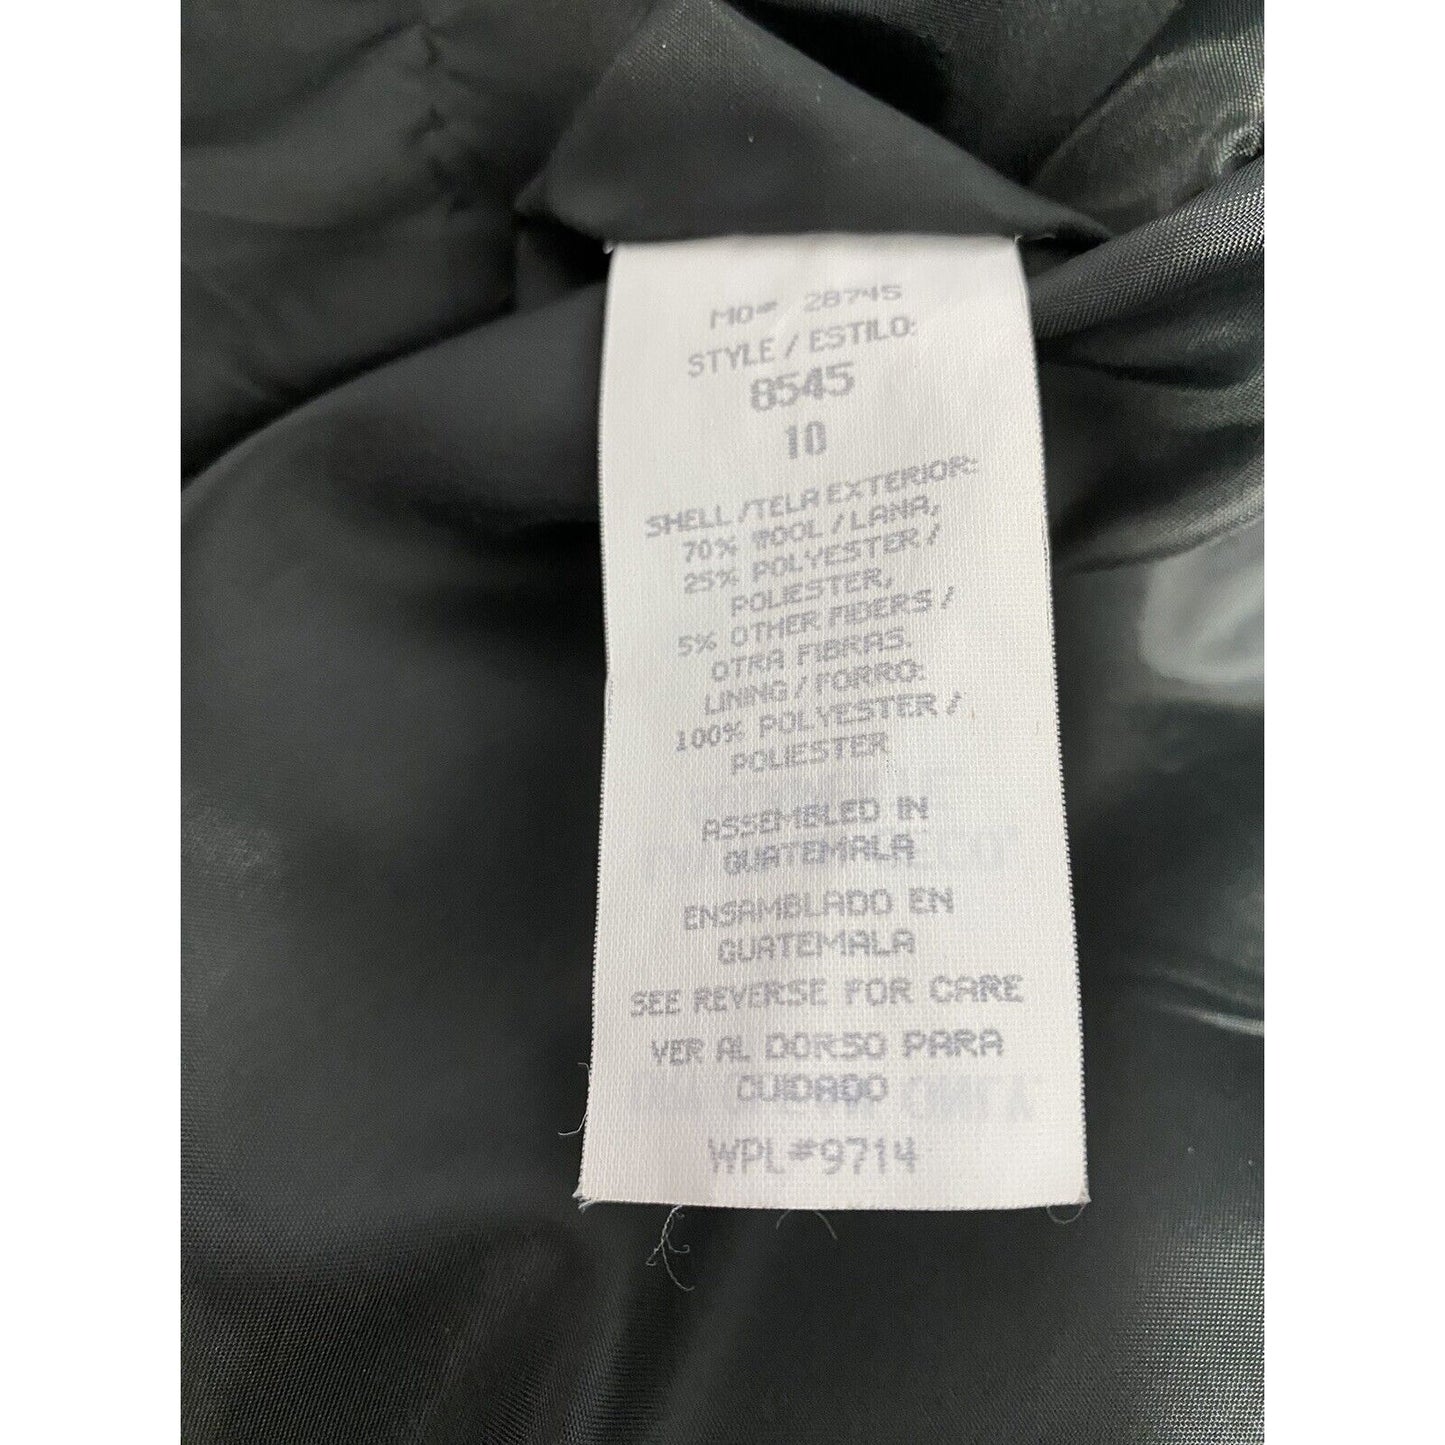 MO# 28745
STYLE / ESTILO:
8545
10
SHELL /TELA EXTERIOR:
70% WOOL / LANA,
25% POLYESTER /
POLIESTER,
5% OTHER FIBERS /
OTRA FIBRAS.
LINING / FORRO:
100% POLYESTER /
POLIESTER
ASSEMBLED IN
GUATEMALA
ENSAMBLADO EN
GUATEMALA
SEE REVERSE FOR CARE
VER AL DORSO PARA
CUIDADO
WPL#9714